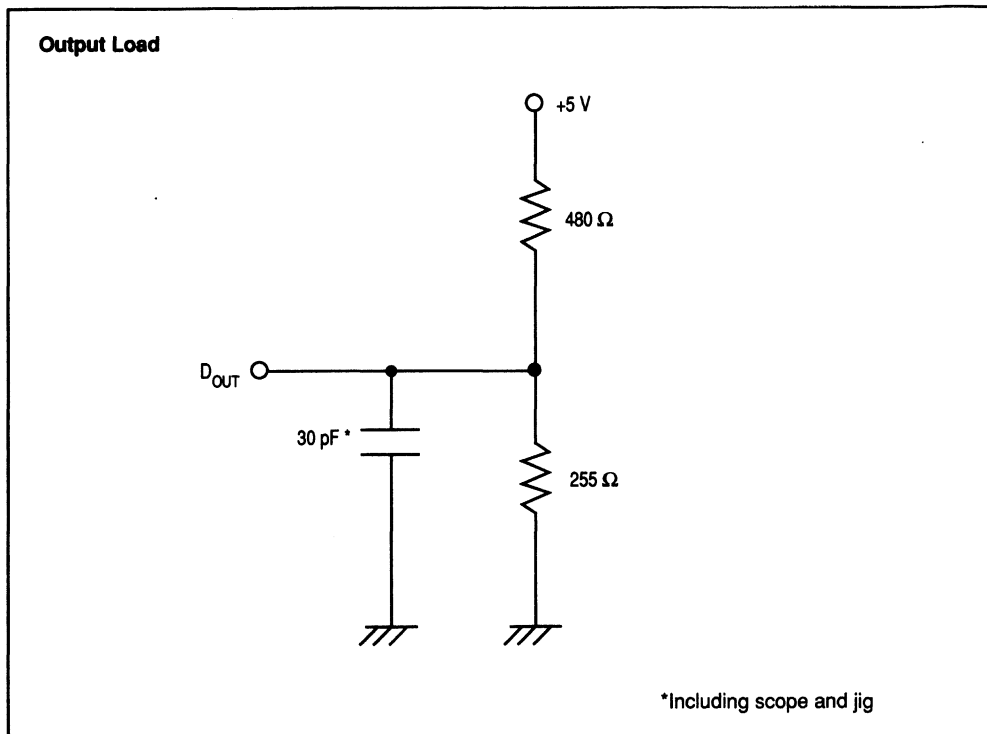 Output Load
+5 V
480 Ω
DOUT
30 pF *
255 Ω
*Including scope and jig